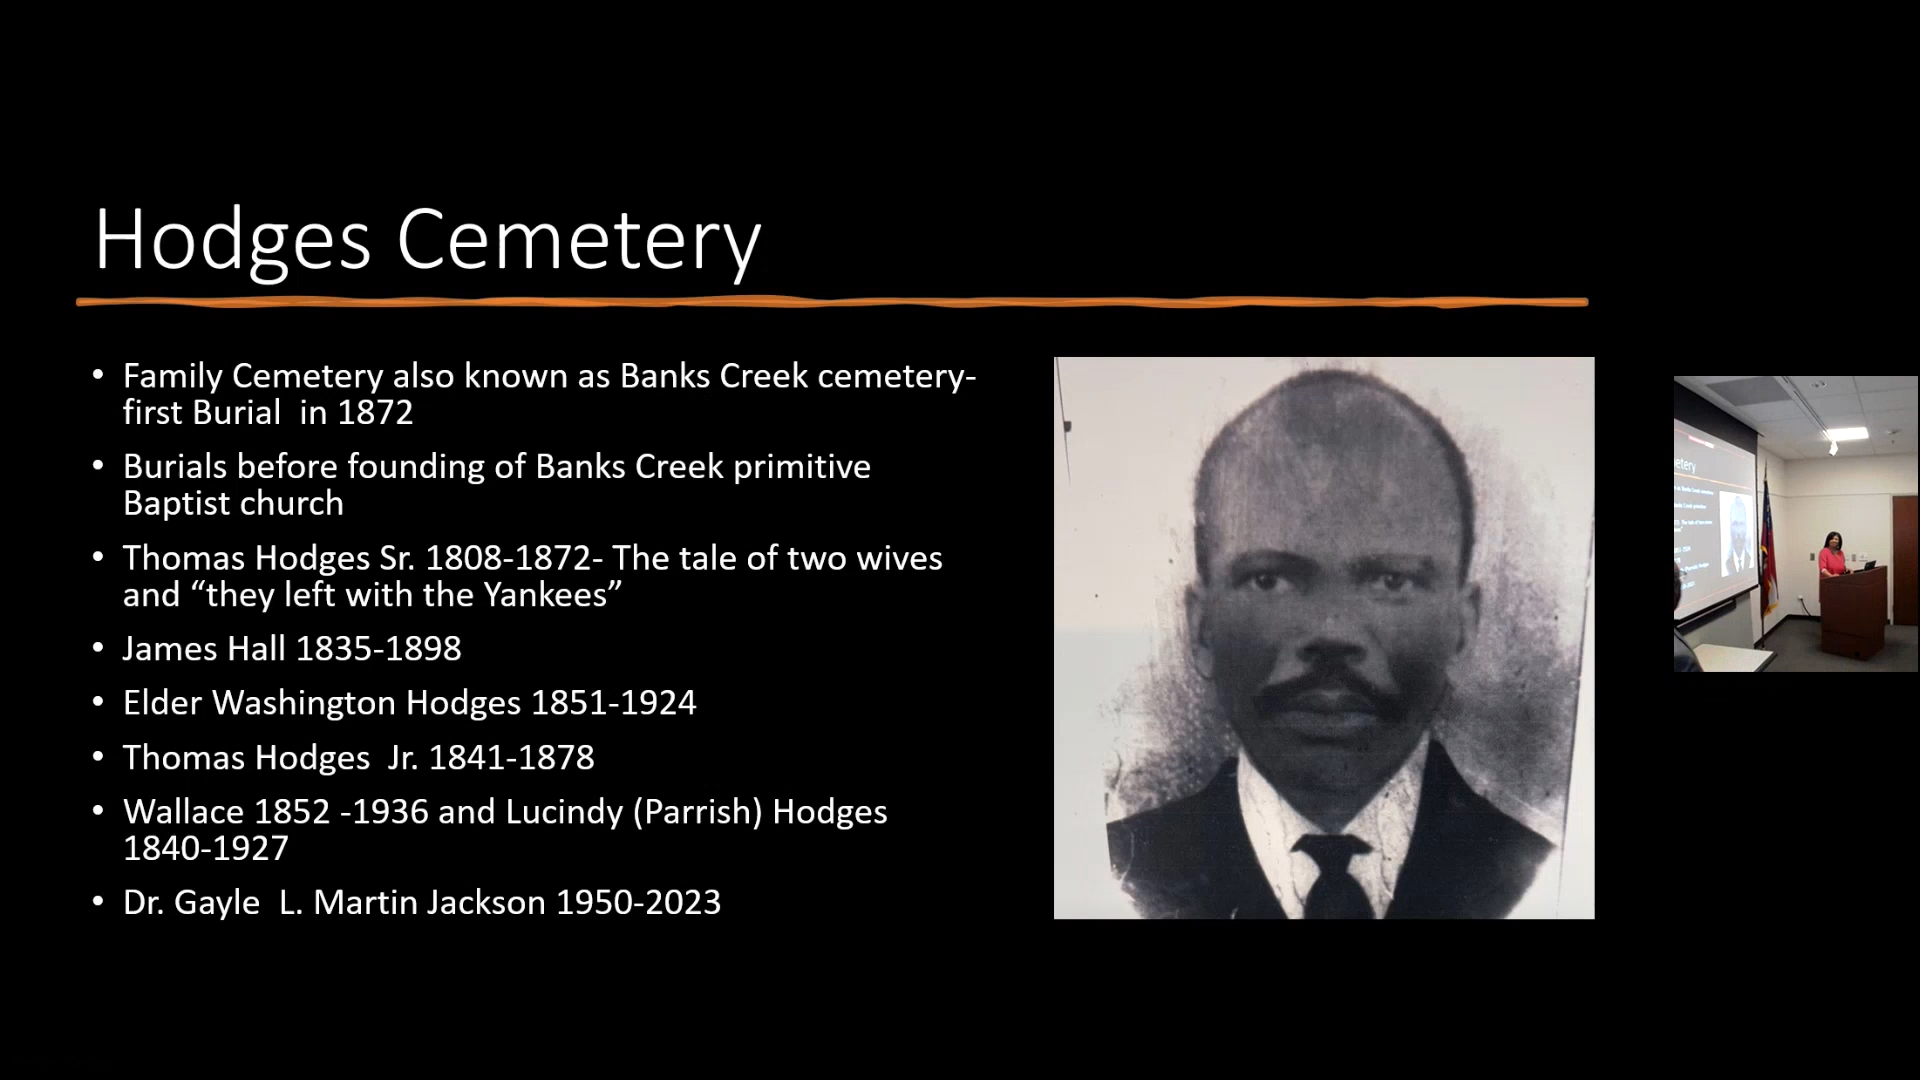 Hodges Cemetery
• Family Cemetery also known as Banks Creek cemetery-
first Burial  in 1872
• Burials before founding of Banks Creek primitive
Baptist church
• Thomas Hodges Sr. 1808-1872- The tale of two wives
and “they left with the Yankees”
• James Hall 1835-1898
• Elder Washington Hodges 1851-1924
• Thomas Hodges  Jr. 1841-1878
• Wallace 1852 -1936 and Lucindy (Parrish) Hodges
1840-1927
• Dr. Gayle  L. Martin Jackson 1950-2023